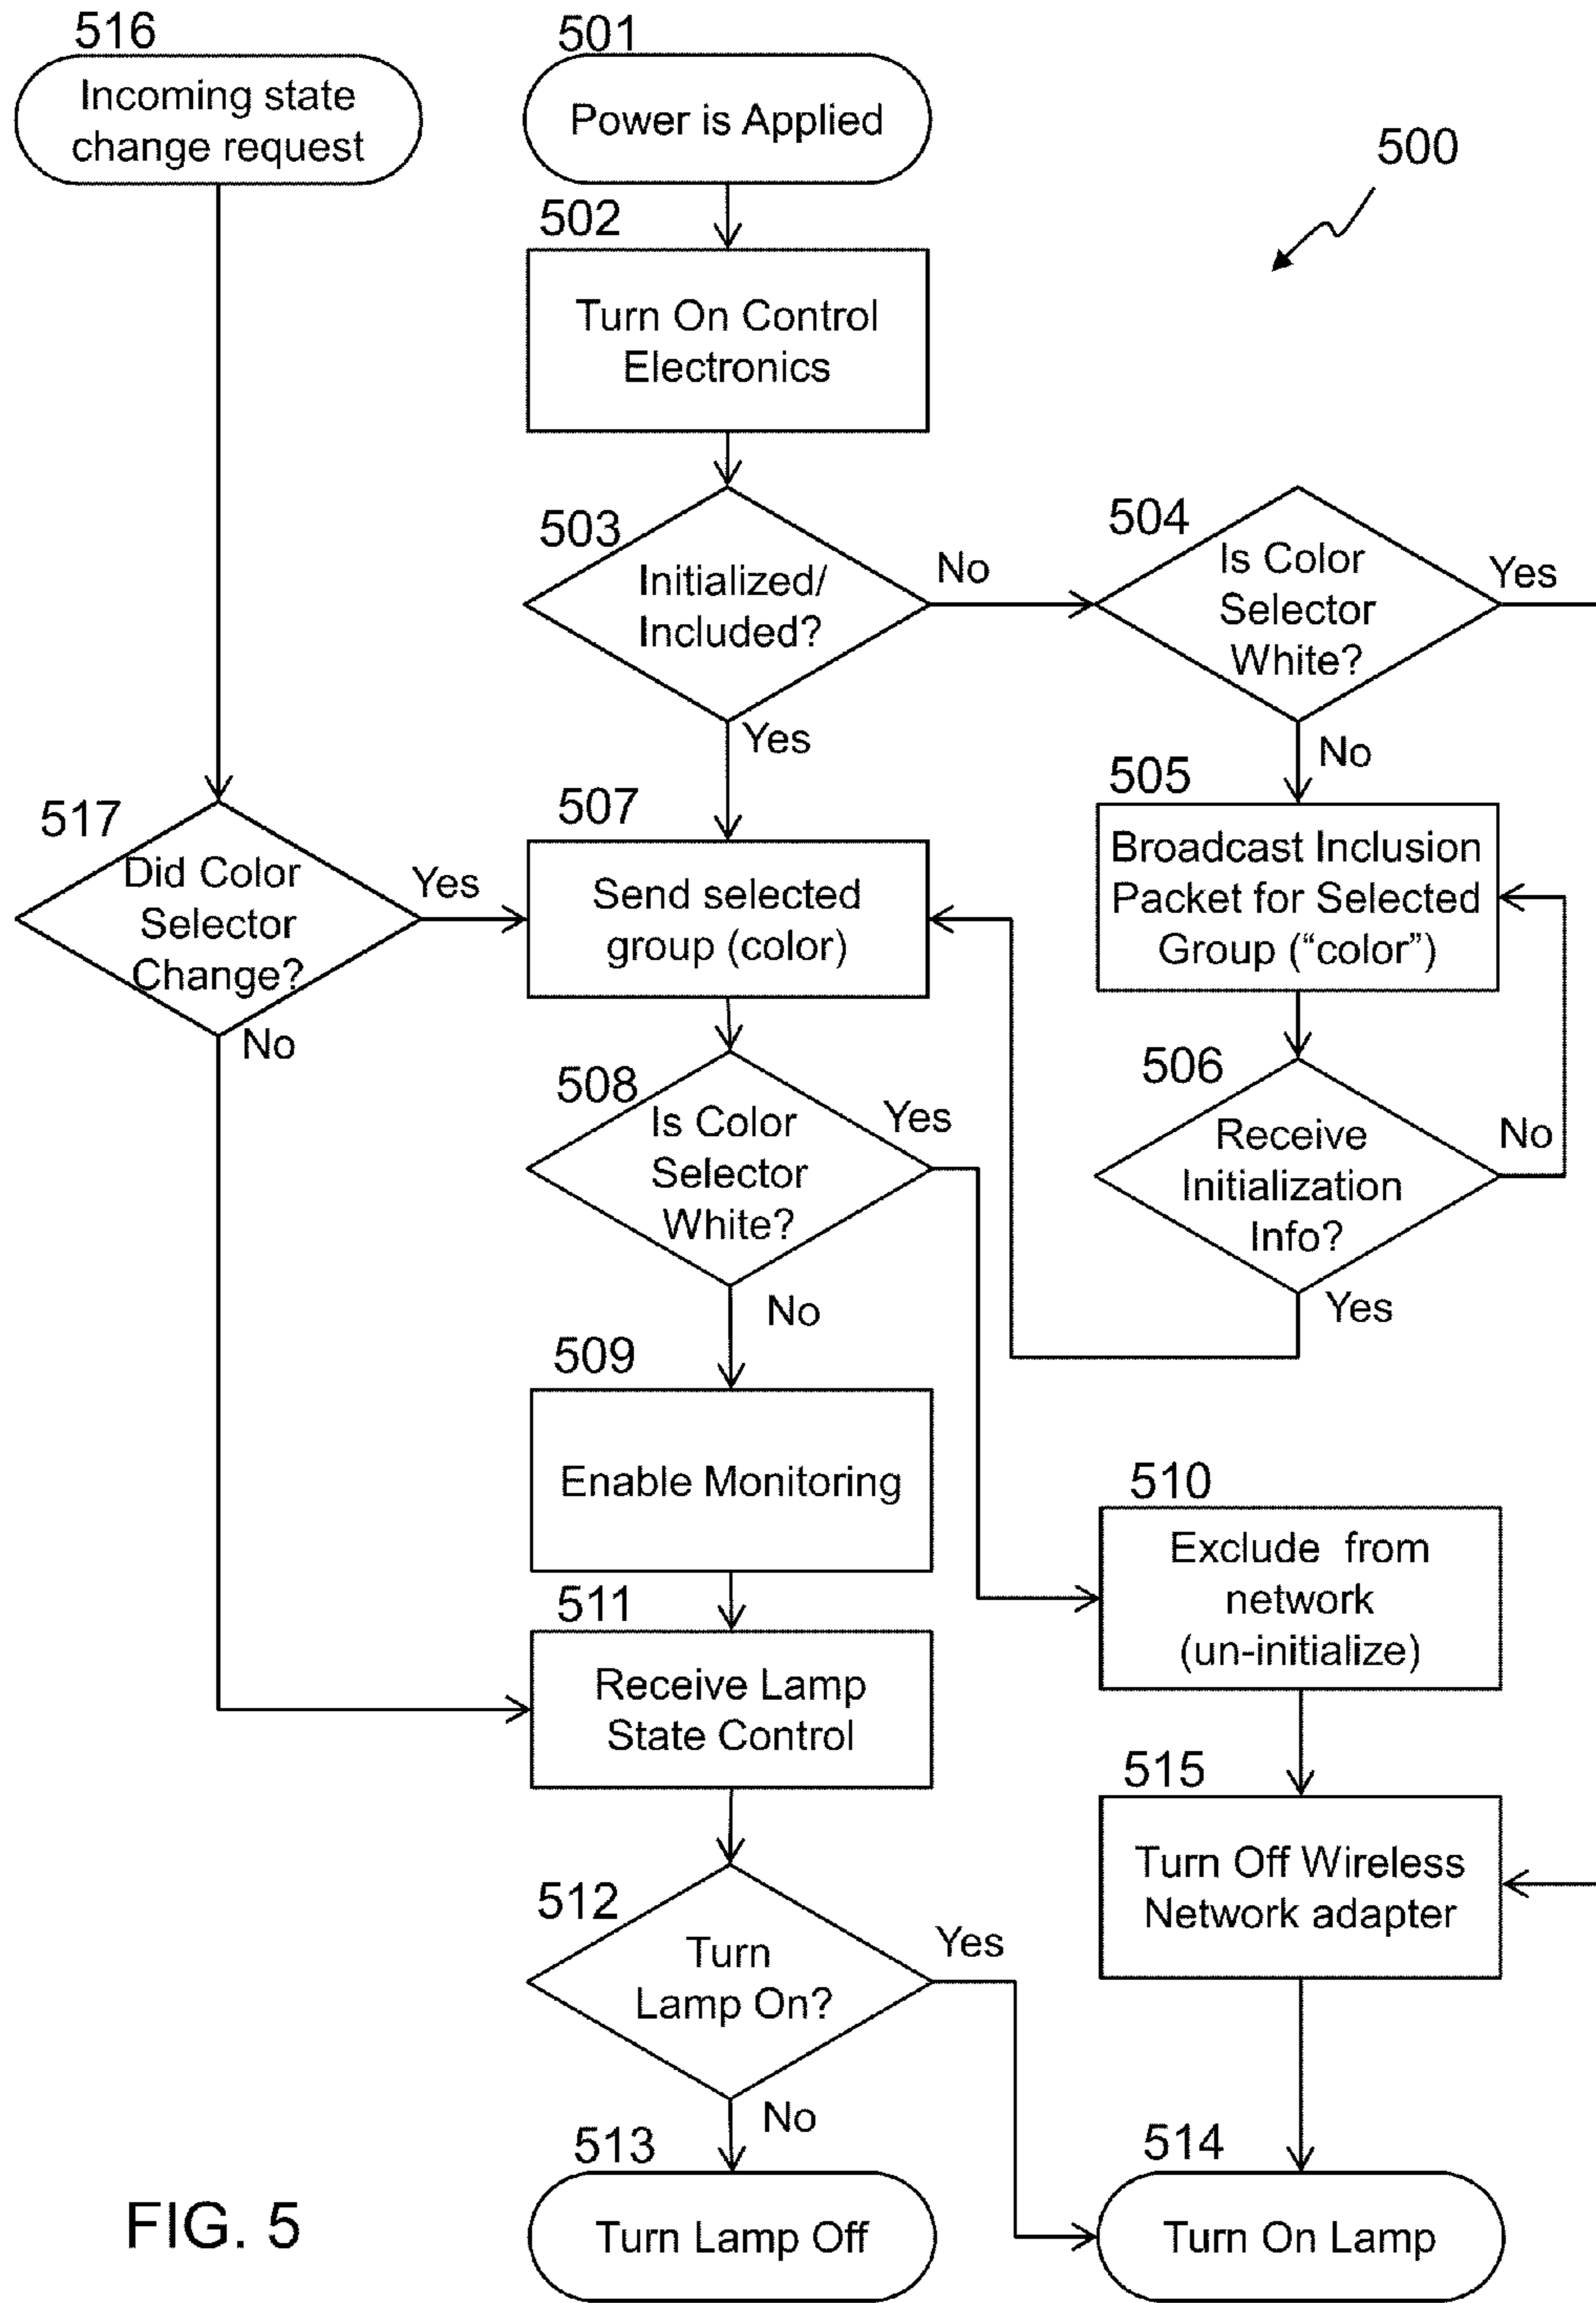 516
Incoming state
change request
501
Power is Applied
500
502
Turn On Control
Electronics
503
Initialized/
Included?
No
Yes
504
Is Color
Selector
White?
Yes
No
517
Did Color
Selector
Change?
Yes
No
507
Send selected
group (color)
505
Broadcast Inclusion
Packet for Selected
Group (“color”)
506
Receive
Initialization
Info?
No
Yes
508
Is Color
Selector
White?
Yes
No
509
Enable Monitoring
510
Exclude from
network
(un-initialize)
511
Receive Lamp
State Control
515
Turn Off Wireless
Network adapter
512
Turn
Lamp On?
Yes
No
513
Turn Lamp Off
514
Turn On Lamp
FIG. 5